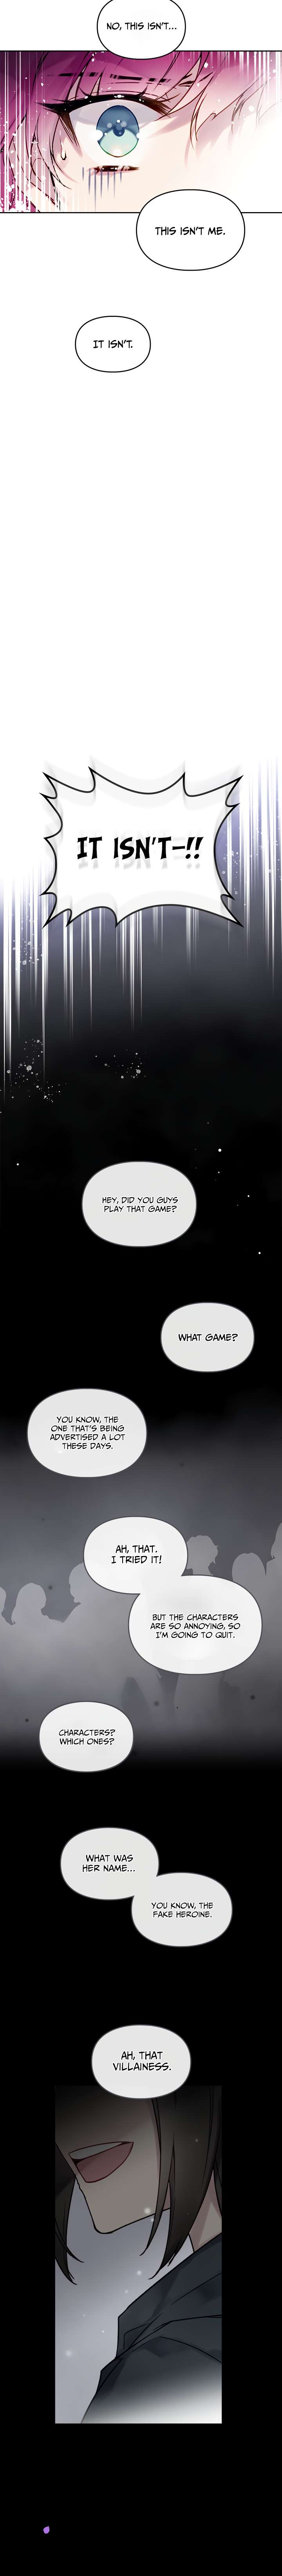 NO, THIS ISN'T...
THIS ISN'T ME.
IT ISN'T.
IT ISN'T-!!
HEY, DID YOU GUYS
PLAY THAT GAME?
WHAT GAME?
YOU KNOW, THE
ONE THAT'S BEING
ADVERTISED A LOT
THESE DAYS.
AH, THAT.
I TRIED IT!
BUT THE CHARACTERS
ARE SO ANNOYING, SO
I'M GOING TO QUIT.
CHARACTERS?
WHICH ONES?
WHAT WAS
HER NAME...
YOU KNOW, THE
FAKE HEROINE.
AH, THAT
VILLAINESS.